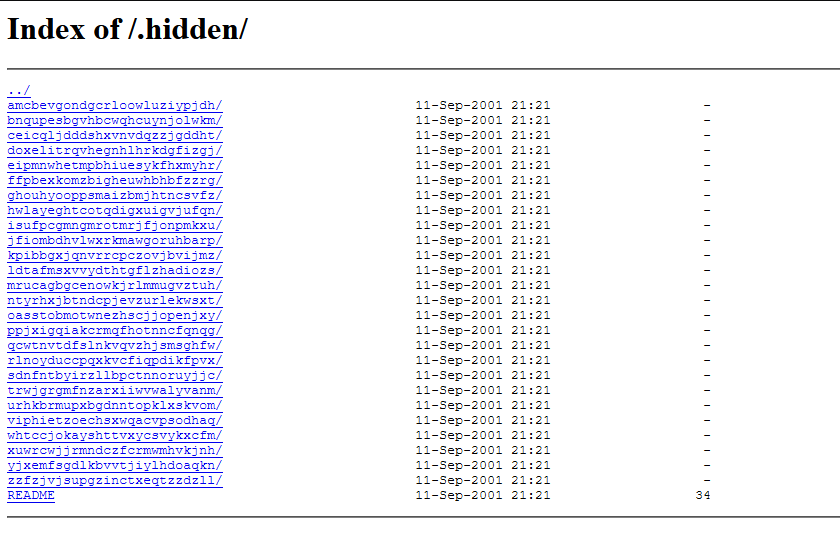 Index of /.hidden/
../
amcbevgondgcrloowluziypjdh/ 11-Sep-2001 21:21 -
bnqupesbgvhbcwqhcuynjolwkm/ 11-Sep-2001 21:21 -
ceicqljdddshxvnvdqzzjgddht/ 11-Sep-2001 21:21 -
doxelitrqvhegnhlhrkdgfizgj/ 11-Sep-2001 21:21 -
eipmnwhetmpbhiuesykfhxmyhr/ 11-Sep-2001 21:21 -
ffpbexkomzbigheuwhbhbfzzrg/ 11-Sep-2001 21:21 -
ghouhyooppsmaizbmjhtncsvfz/ 11-Sep-2001 21:21 -
hwlayeghtcotqdigxuigvjufqn/ 11-Sep-2001 21:21 -
isufpcgmngmrotmrjfjonpmkxu/ 11-Sep-2001 21:21 -
jfiombdhvlwxrkmawgoruhbarp/ 11-Sep-2001 21:21 -
kpibbgxjqnvrrcpczovjbvijmz/ 11-Sep-2001 21:21 -
ldtafmsxvvydthtgflzhadiozs/ 11-Sep-2001 21:21 -
mrucagbgcenowkjrlmmugvztuh/ 11-Sep-2001 21:21 -
ntyrhxjbtndcpjevzurlekwsxt/ 11-Sep-2001 21:21 -
oasstobmotwnezhscjjopenjxy/ 11-Sep-2001 21:21 -
ppjxigqiakcrmqfhotnncfqnqg/ 11-Sep-2001 21:21 -
qcwtnvtdfslnkvqvzhjsmsghfw/ 11-Sep-2001 21:21 -
rlnoyduccpqxkvcfiqpdikfpvx/ 11-Sep-2001 21:21 -
sdnfntbyirzllbpctnnoruyjjc/ 11-Sep-2001 21:21 -
trwjgrgmfnzarxiiwvwalyvanm/ 11-Sep-2001 21:21 -
urhkbrmupxbgdnntopklxskvom/ 11-Sep-2001 21:21 -
viphietzoechsxwqacvpsodhaq/ 11-Sep-2001 21:21 -
whtccjokayshttvxycsvykxcfm/ 11-Sep-2001 21:21 -
xuwrcwjjrmndczfcrmwmhvkjnh/ 11-Sep-2001 21:21 -
yjxemfsgdlkbvvtjiylhdoaqkn/ 11-Sep-2001 21:21 -
zzfzjvjsupgzinctxeqtzzdzll/ 11-Sep-2001 21:21 -
README 11-Sep-2001 21:21 34